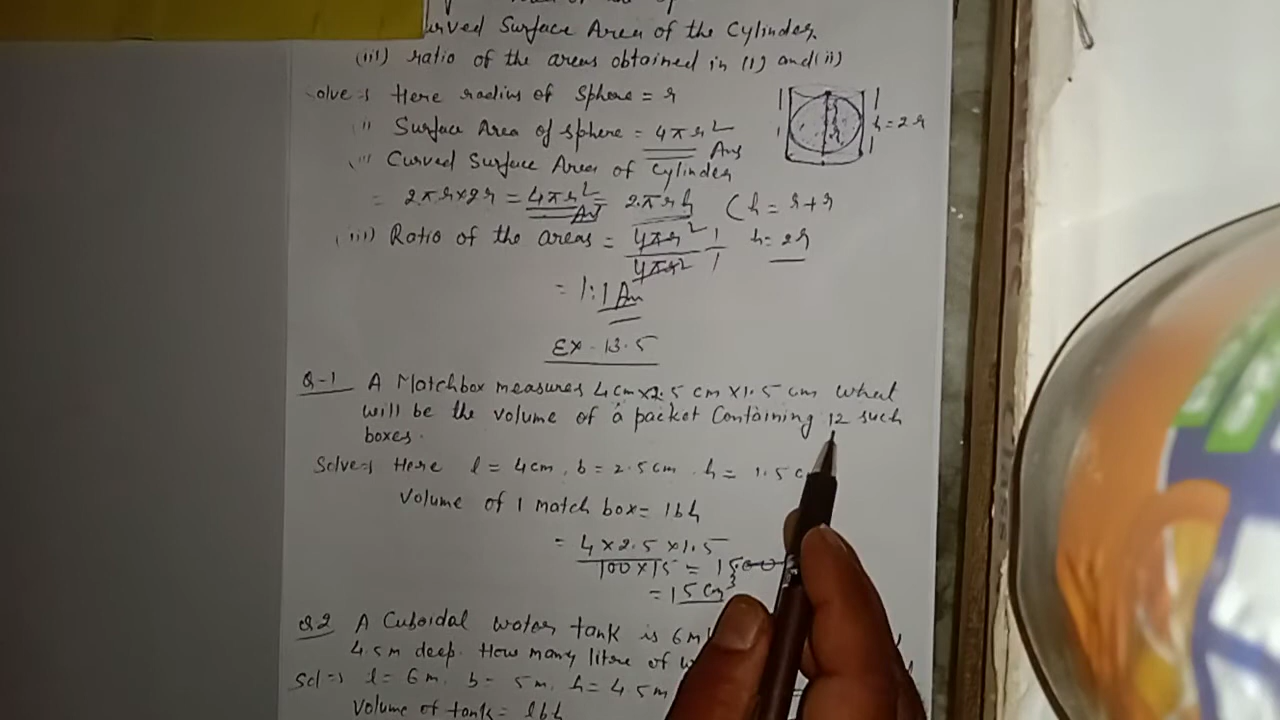 Curved Surface Area of the Cylinder.
(iii) ratio of the areas obtained in (i) and (ii)
Solve⇒ Here radius of Sphere = r
(i) Surface Area of sphere = 4πr² Ans
h = 2r
(ii) Curved Surface Area of Cylinder
= 2πr×2r = 4πr² = 2πrh (h = r+r
Ans
(iii) Ratio of the areas = 4πr² / 4πr² 1/1 h = 2r
= 1:1 Ans
Ex - 13.5
Q-1 A Matchbox measures 4cm×2.5 cm×1.5 cm what
will be the volume of a packet Containing 12 such
boxes.
Solve⇒ Here l = 4cm, b = 2.5cm, h = 1.5 c
Volume of 1 match box = lbh
= 4×2.5×1.5
100×15 = 1500
= 15cm³
Q2 A Cuboidal water tank is 6m
4.5m deep. How many litere of
Sol⇒ l = 6m, b = 5m, h = 4.5m
Volume of tank = lbh